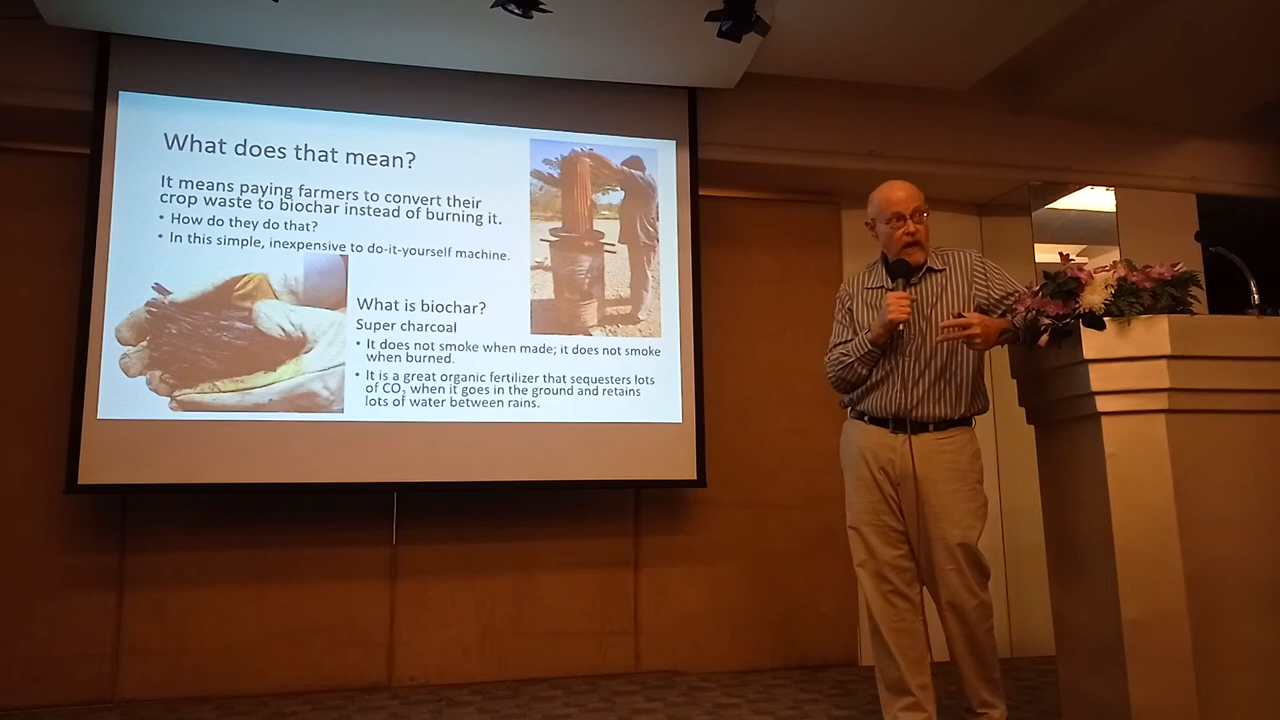 What does that mean?
It means paying farmers to convert their
crop waste to biochar instead of burning it.
• How do they do that?
• In this simple, inexpensive to do-it-yourself machine.
What is biochar?
Super charcoal
• It does not smoke when made; it does not smoke
when burned.
• It is a great organic fertilizer that sequesters lots
of CO₂ when it goes in the ground and retains
lots of water between rains.